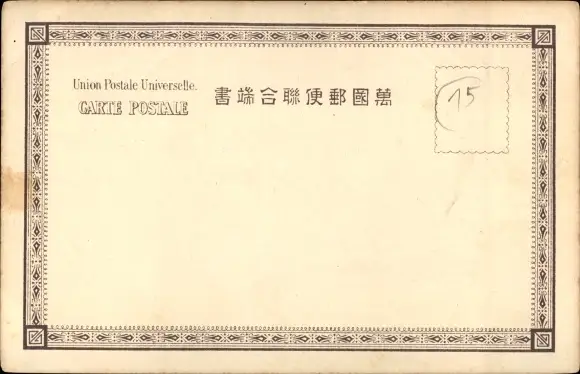 Union Postale Universelle.
CARTE POSTALE
書端合聯便郵國萬
15